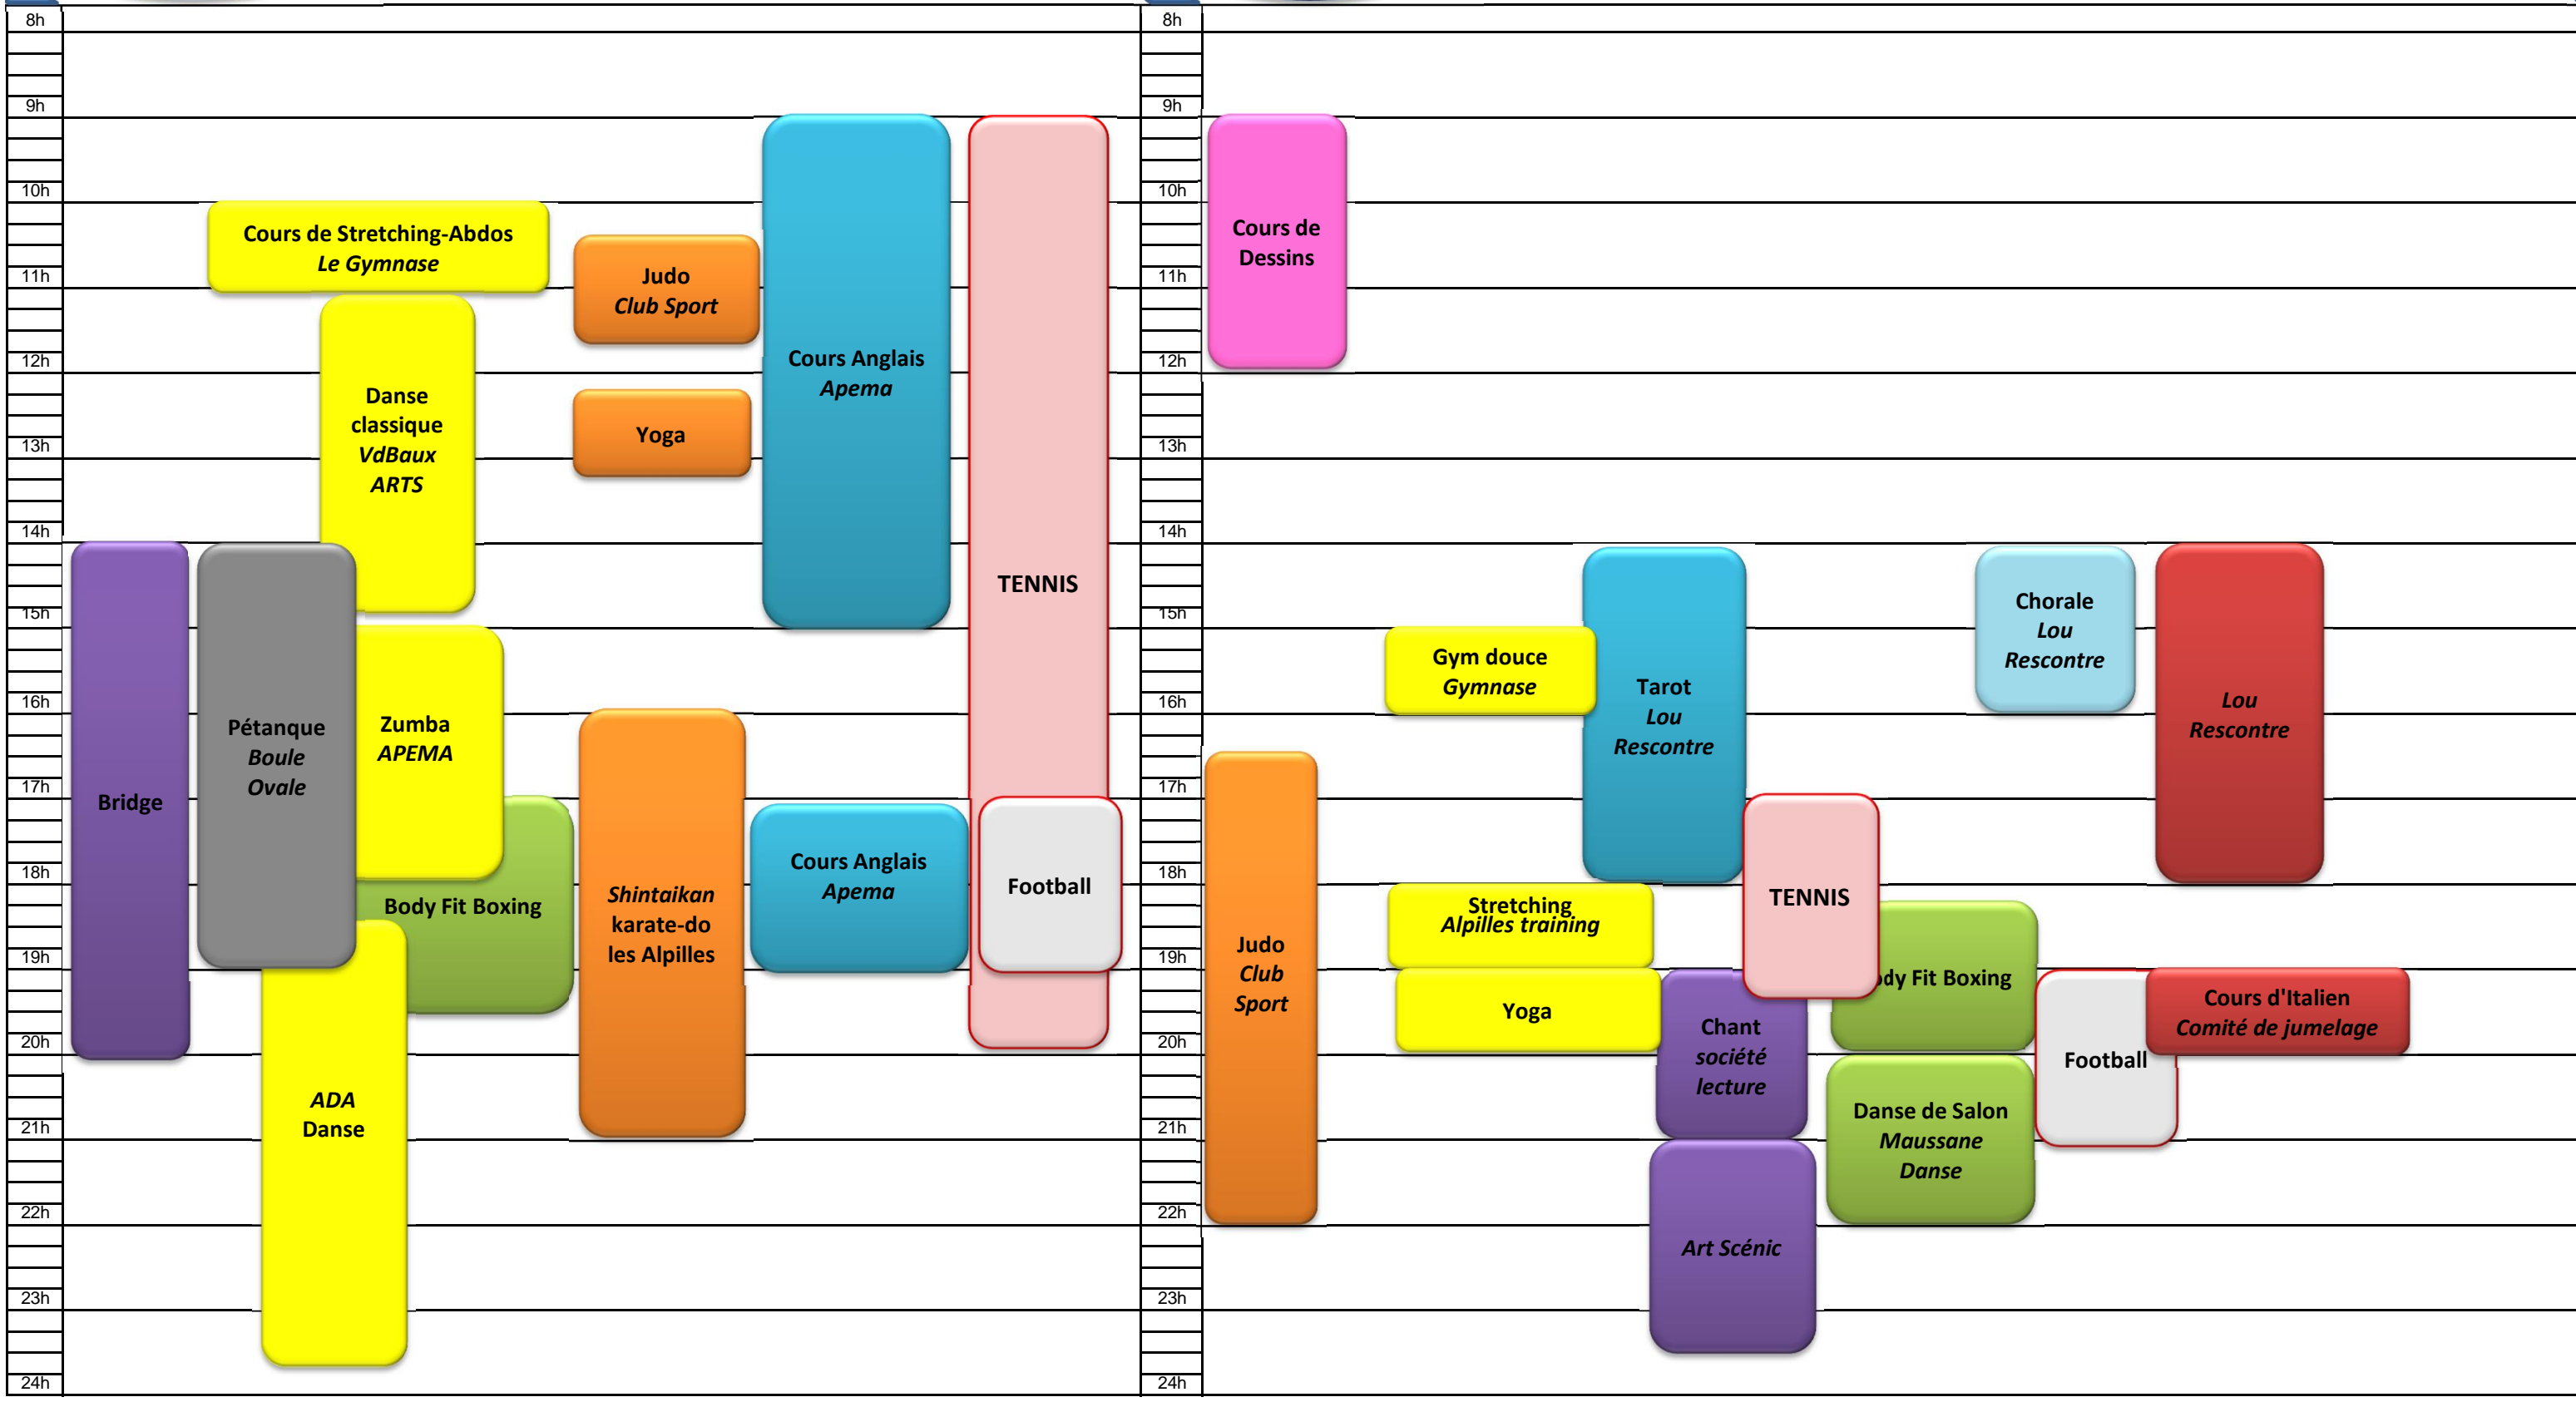 8h
9h
10h
11h
12h
13h
14h
15h
16h
17h
18h
19h
20h
21h
22h
23h
24h
Cours de Stretching-Abdos
Le Gymnase
Judo
Club Sport
Cours Anglais
Apema
Danse
classique
VdBaux
ARTS
Yoga
TENNIS
Bridge
Pétanque
Boule
Ovale
Zumba
APEMA
Body Fit Boxing
Shintaikan
karate-do
les Alpilles
Cours Anglais
Apema
Football
ADA
Danse
8h
9h
10h
11h
12h
13h
14h
15h
16h
17h
18h
19h
20h
21h
22h
23h
24h
Cours de
Dessins
Gym douce
Gymnase
Tarot
Lou
Rescontre
Chorale
Lou
Rescontre
Lou
Rescontre
Judo
Club
Sport
Stretching
Alpilles training
TENNIS
Yoga
Chant
société
lecture
dy Fit Boxing
Football
Cours d'Italien
Comité de jumelage
Danse de Salon
Maussane
Danse
Art Scénic